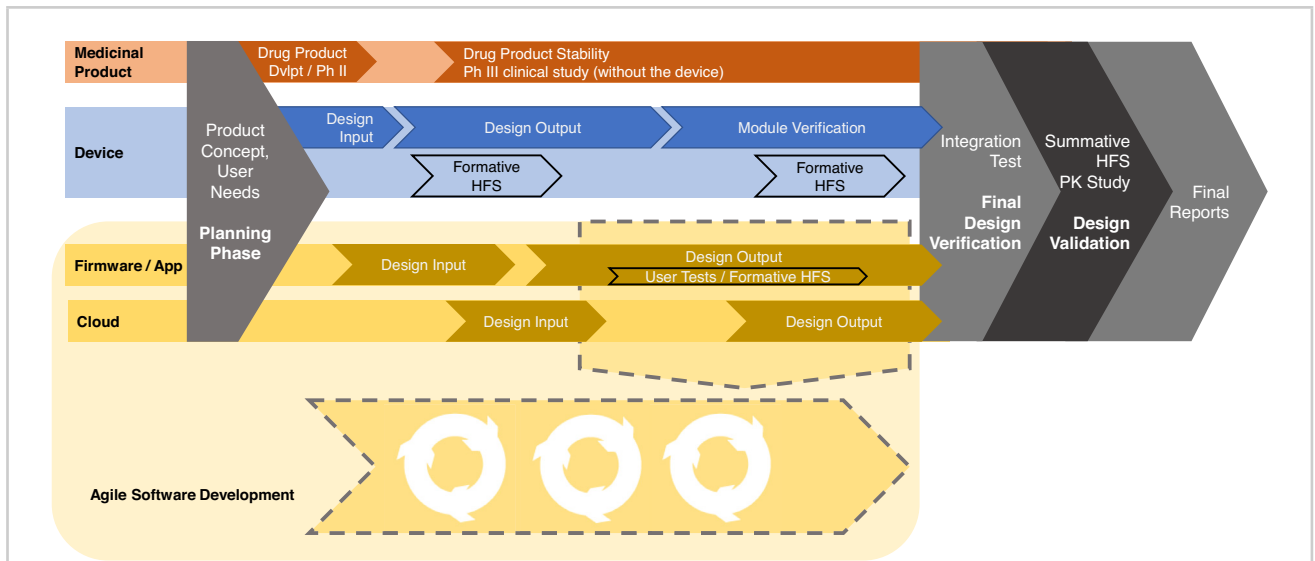 Medicinal
Product
Drug Product
Dvlpt / Ph II
Drug Product Stability
Ph III clinical study (without the device)
Device
Product
Concept,
User
Needs
Planning
Phase
Design
Input
Design Output
Module Verification
Formative
HFS
Formative
HFS
Integration
Test
Final
Design
Verification
Summative
HFS
PK Study
Design
Validation
Final
Reports
Firmware / App
Design Input
Design Output
User Tests / Formative HFS
Cloud
Design Input
Design Output
Agile Software Development